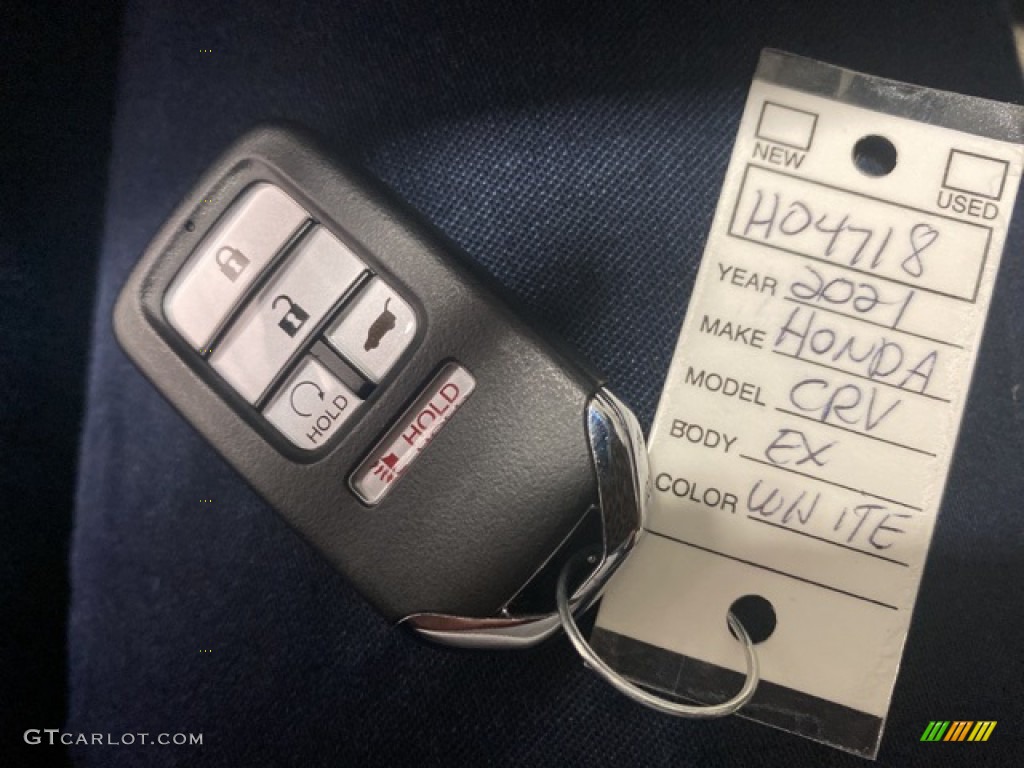 NEW
USED
H04718
YEAR 2021
MAKE HONDA
MODEL CRV
BODY EX
COLOR WHITE
HOLD
HOLD
GTCARLOT.COM